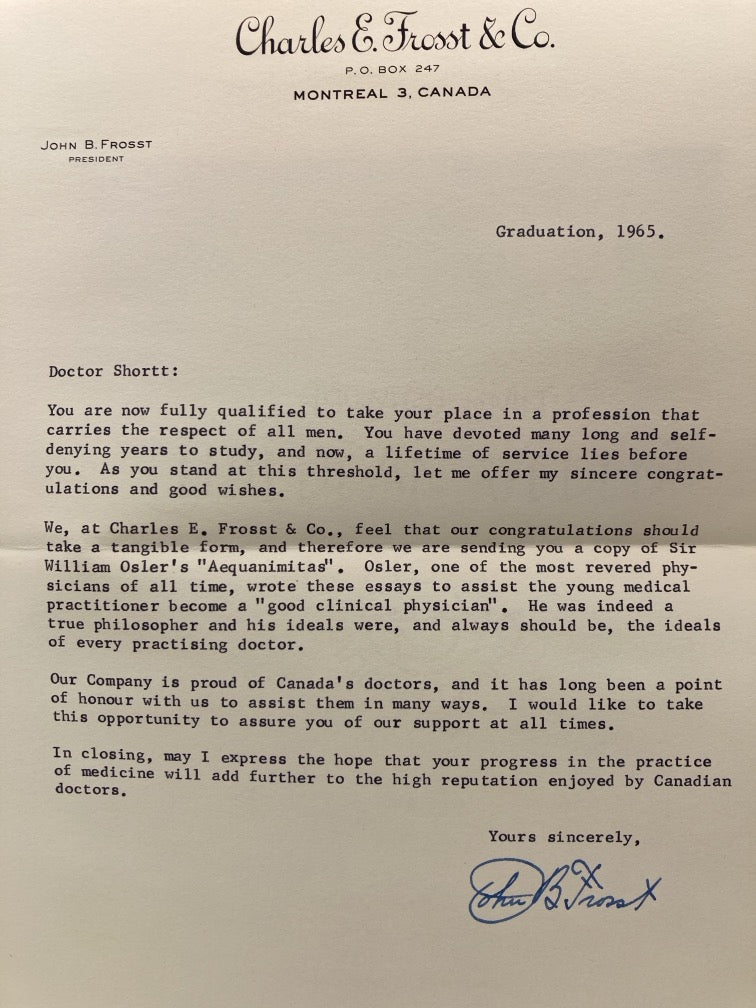 Charles E. Frosst & Co.
P.O. BOX 247
MONTREAL 3, CANADA
JOHN B. FROSST
PRESIDENT
Graduation, 1965.
Doctor Shortt:
You are now fully qualified to take your place in a profession that
carries the respect of all men. You have devoted many long and self-
denying years to study, and now, a lifetime of service lies before
you. As you stand at this threshold, let me offer my sincere congrat-
ulations and good wishes.
We, at Charles E. Frosst & Co., feel that our congratulations should
take a tangible form, and therefore we are sending you a copy of Sir
William Osler's "Aequanimitas". Osler, one of the most revered phy-
sicians of all time, wrote these essays to assist the young medical
practitioner become a "good clinical physician". He was indeed a
true philosopher and his ideals were, and always should be, the ideals
of every practising doctor.
Our Company is proud of Canada's doctors, and it has long been a point
of honour with us to assist them in many ways. I would like to take
this opportunity to assure you of our support at all times.
In closing, may I express the hope that your progress in the practice
of medicine will add further to the high reputation enjoyed by Canadian
doctors.
Yours sincerely,
John B Frosst